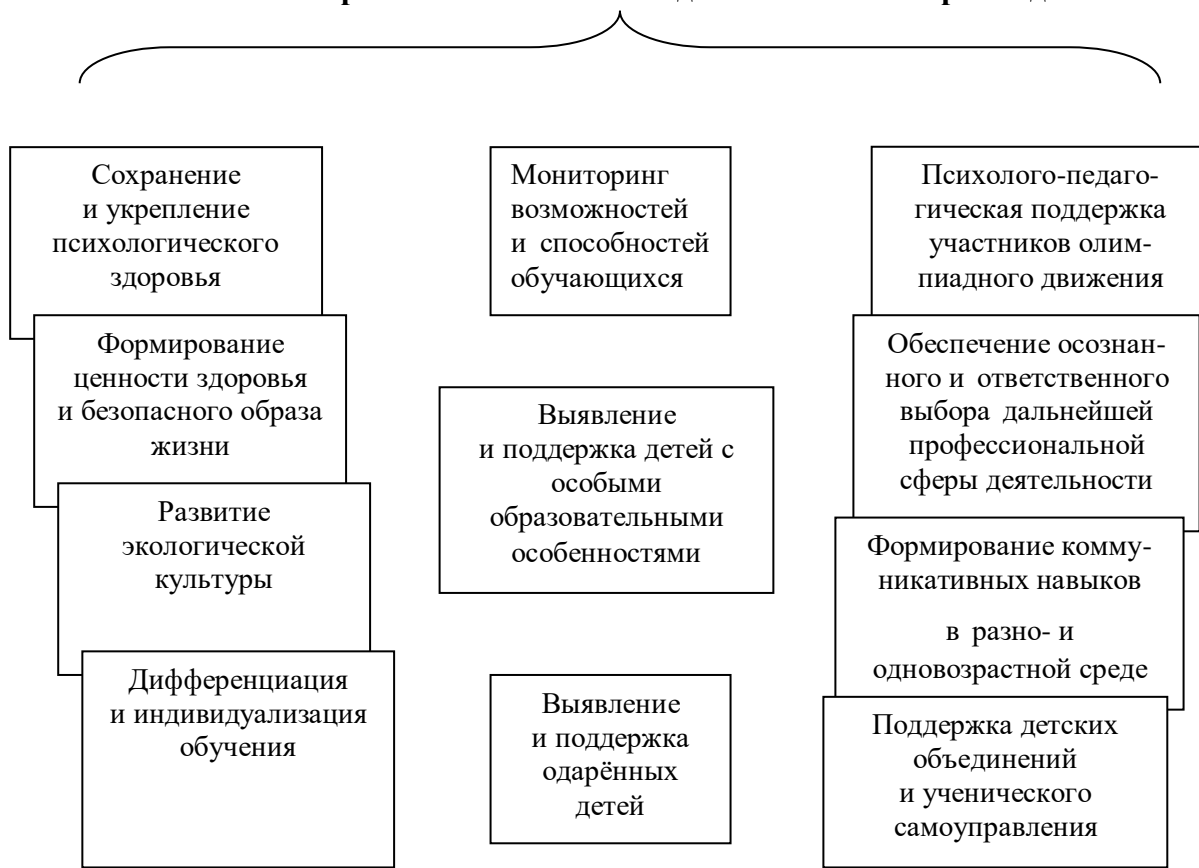 Сохранение
и укрепление
психологического
здоровья
Формирование
ценности здоровья
и безопасного образа
жизни
Развитие
экологической
культуры
Дифференциация
и индивидуализация
обучения
Мониторинг
возможностей
и способностей
обучающихся
Выявление
и поддержка детей с
особыми
образовательными
особенностями
Выявление
и поддержка
одарённых
детей
Психолого-педаго-
гическая поддержка
участников олим-
пиадного движения
Обеспечение осознан-
ного и ответственного
выбора дальнейшей
профессиональной
сферы деятельности
Формирование комму-
никативных навыков
в разно- и
одновозрастной среде
Поддержка детских
объединений
и ученического
самоуправления